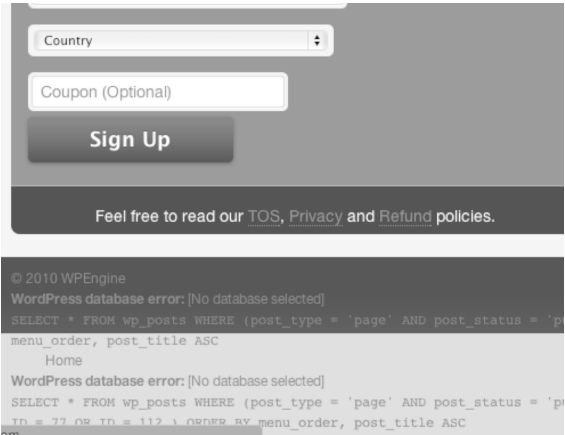 Country
Coupon (Optional)
Sign Up
Feel free to read our TOS, Privacy and Refund policies.
© 2010 WPEngine
WordPress database error: [No database selected]
SELECT * FROM wp_posts WHERE (post_type = 'page' AND post_status = 'pu
menu_order, post_title ASC
Home
WordPress database error: [No database selected]
SELECT * FROM wp_posts WHERE (post_type = 'page' AND post_status = 'pu
ID = 77 OR ID = 112 ) ORDER BY menu_order, post_title ASC